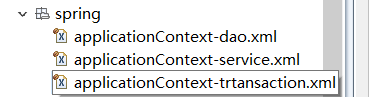 spring
applicationContext-dao.xml
applicationContext-service.xml
applicationContext-trtansaction.xml